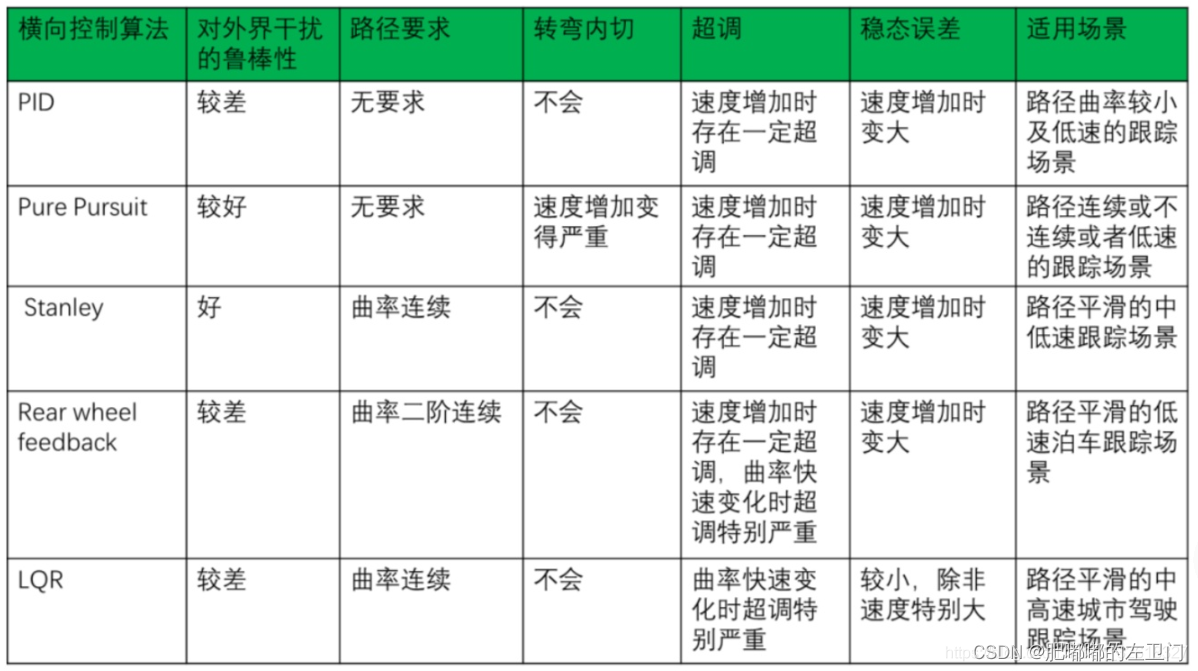 横向控制算法
对外界干扰
的鲁棒性
路径要求
转弯内切
超调
稳态误差
适用场景
PID
较差
无要求
不会
速度增加时
存在一定超
调
速度增加时
变大
路径曲率较小
及低速的跟踪
场景
Pure Pursuit
较好
无要求
速度增加变
得严重
速度增加时
存在一定超
调
速度增加时
变大
路径连续或不
连续或者低速
的跟踪场景
Stanley
好
曲率连续
不会
速度增加时
存在一定超
调
速度增加时
变大
路径平滑的中
低速跟踪场景
Rear wheel
feedback
较差
曲率二阶连续
不会
速度增加时
存在一定超
调，曲率快
速变化时超
调特别严重
速度增加时
变大
路径平滑的低
速泊车跟踪场
景
LQR
较差
曲率连续
不会
曲率快速变
化时超调特
别严重
较小，除非
速度特别大
路径平滑的中
高速城市驾驶
跟踪场景
CSDN @肥嘟嘟的左卫门